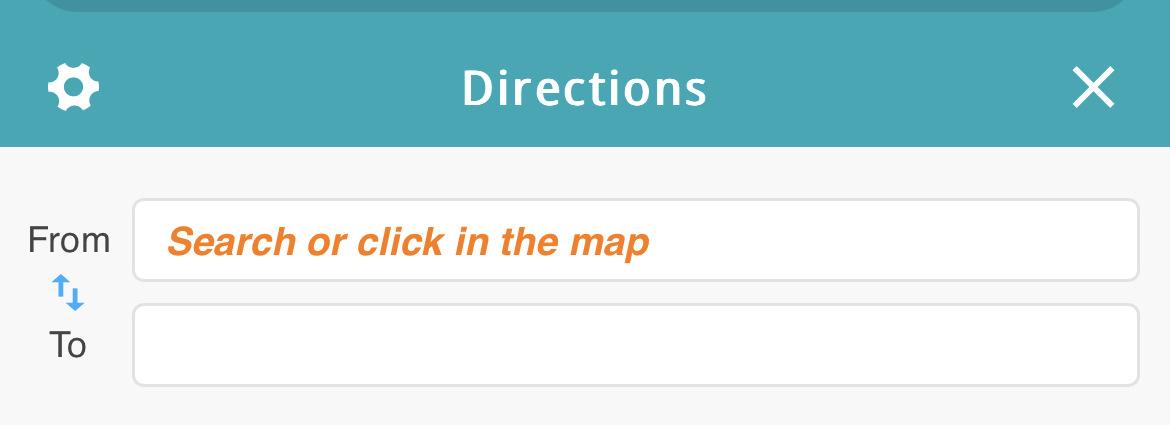 Directions
From
Search or click in the map
To